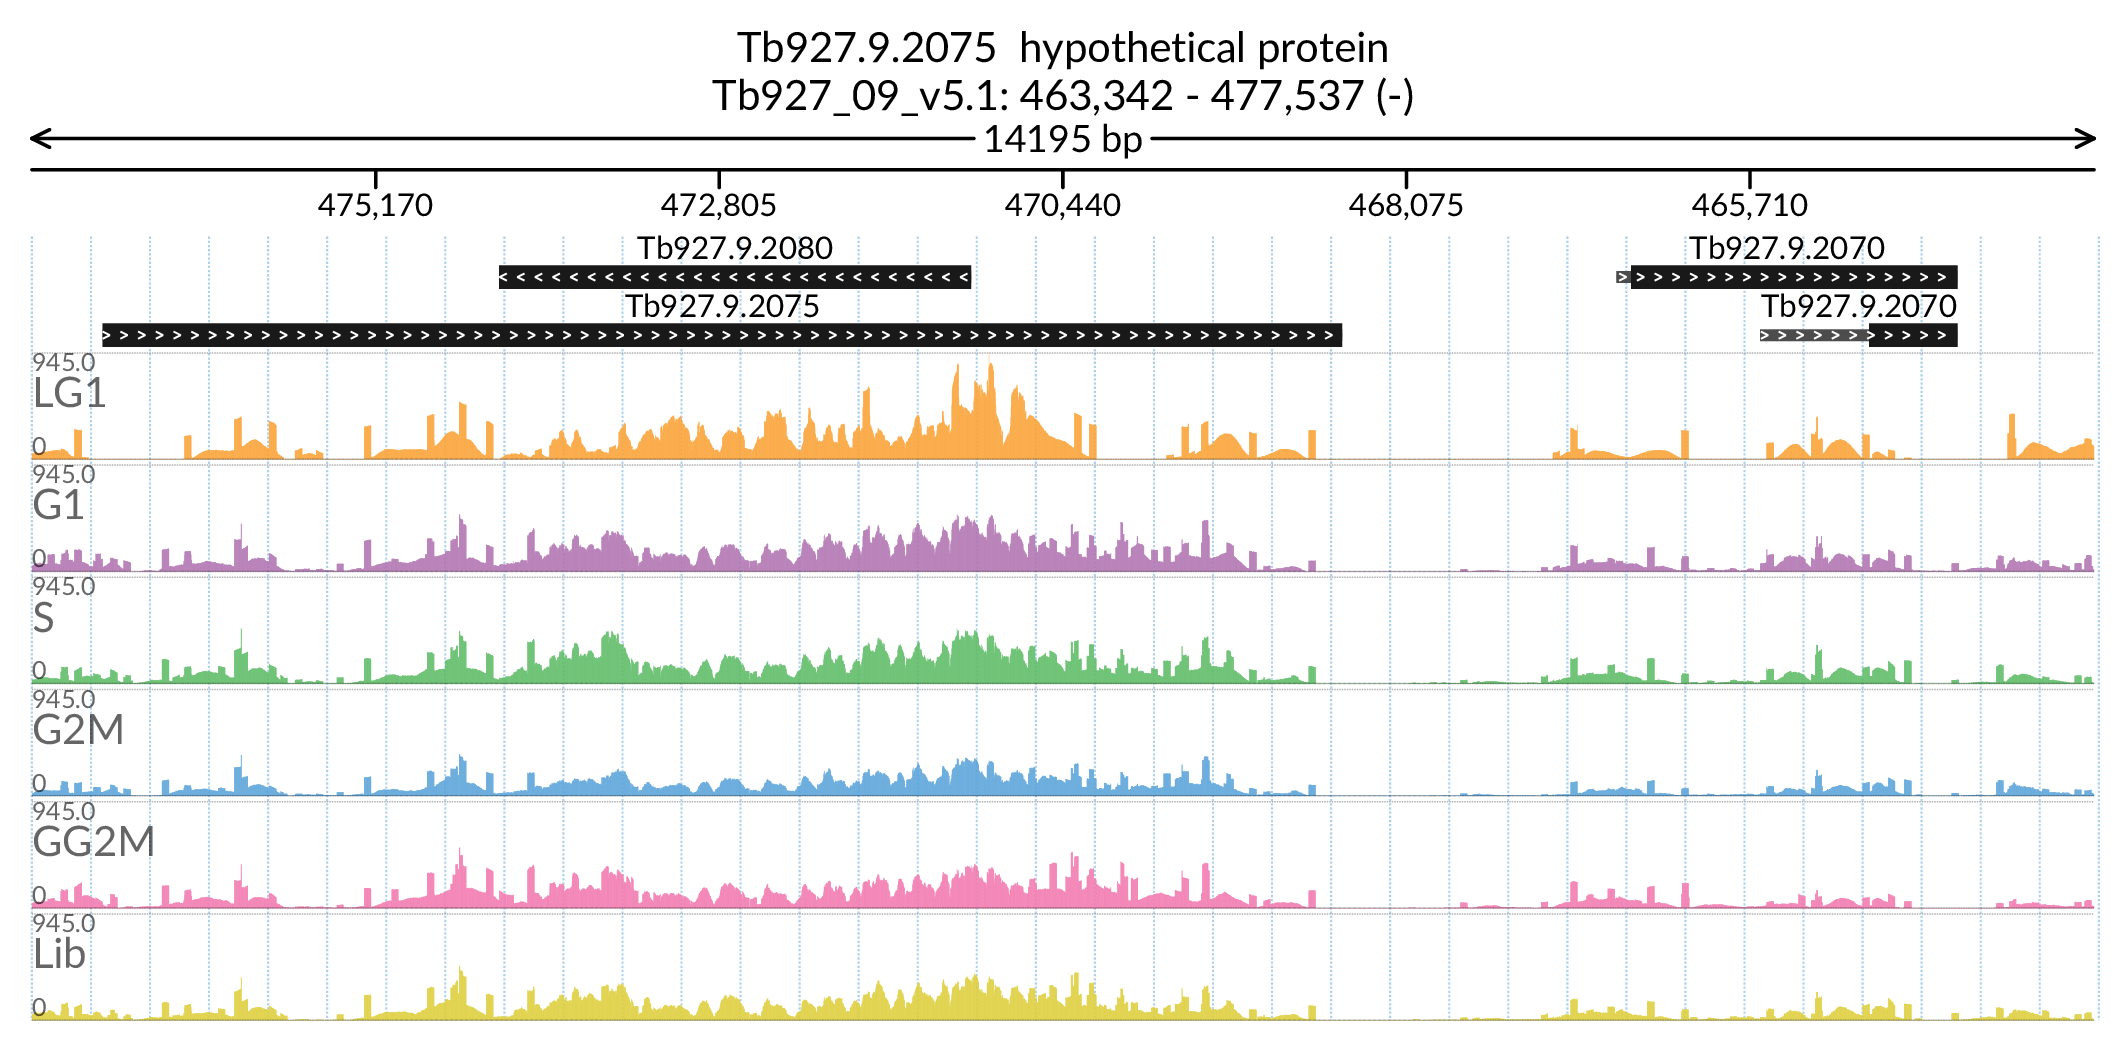 Tb927.9.2075  hypothetical protein
Tb927_09_v5.1: 463,342 - 477,537 (-)
14195 bp
475,170 472,805 470,440 468,075 465,710
Tb927.9.2080 Tb927.9.2070
Tb927.9.2075 Tb927.9.2070
945.0
LG1
0
945.0
G1
0
945.0
S
0
945.0
G2M
0
945.0
GG2M
0
945.0
Lib
0